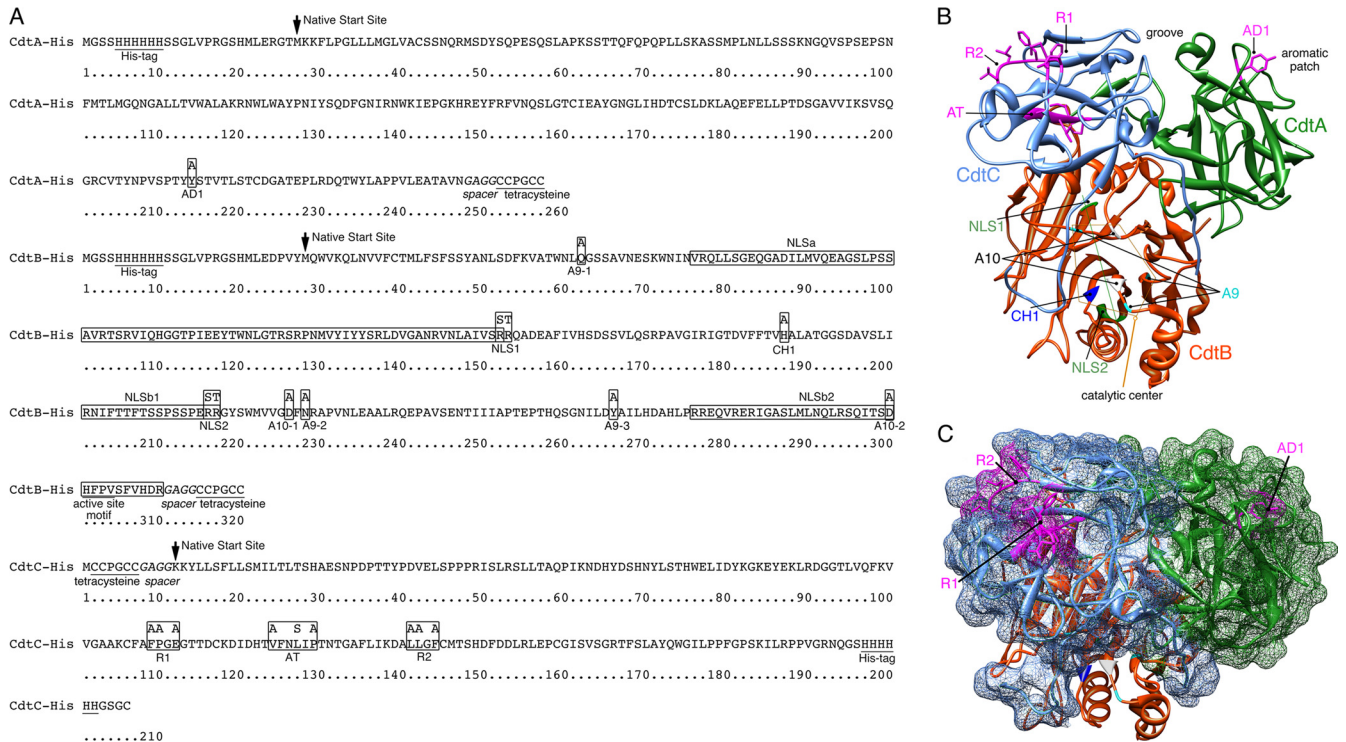 A
Native Start Site
CdtA-His MGSSHHHHHHSSGLVPRGSHMLERGTMKKFLPGLLLMGLVACSSNQRMSDYSQPESQSLAPKSSTTQFQPQPLLSKASSMPLNLLSSSKNGQVSPSEPSN
His-tag
1......10........20........30........40........50........60........70........80........90.......100
CdtA-His FMTLMGQNGALLTVWALAKRNWLWAYPNIYSQDFGNIRNWKIEPGKHREYFRFVNQSLGTCIEAYGNGLIHDTCSLDKLAQEFELLPTDSGAVVIKSVSQ
.......110.......120.......130.......140.......150.......160.......170.......180.......190.......200
A
CdtA-His GRCVTYNPVSPTYYSTVTLSTCDGATEPLRDQTWYLAPPVLEATAVNGAGGCCPGCC
AD1 spacer tetracysteine
.......210.......220.......230.......240.......250.......260
Native Start Site A NLSa
CdtB-His MGSSHHHHHHSSGLVPRGSHMLEDPVYMQWVKQLNVVFCTMLFSFSSYANLSDFKVATWNLQGSSAVNESKWNINVRQLLSGEQGADILMVQEAGSLPSS
His-tag A9-1
1......10........20........30........40........50........60........70........80........90.......100
ST A
CdtB-His AVRTSRVIQHGGTPIEEYTWNLGTRSRPNMVYIYYSRLDVGANRVNLAIVSRRQADEAFIVHSDSSVLQSRPAVGIRIGTDVFFTVHALATGGSDAVSLI
NLS1 CH1
.......110.......120.......130.......140.......150.......160.......170.......180.......190.......200
NLSb1 ST A A A NLSb2 A
CdtB-His RNIFTTFTSSPSSPERRGYSWMVVGDFNRAPVNLEAALRQEPAVSENTIIIAPTEPTHQSGNILDYAILHDAHLPRREQVRERIGASLMLNQLRSQITSD
NLS2 A10-1 A9-2 A9-3 A10-2
.......210.......220.......230.......240.......250.......260.......270.......280.......290.......300
CdtB-His HFPVSFVHDRGAGGCCPGCC
active site spacer tetracysteine
motif
.......310.......320
Native Start Site
CdtC-His MCCPGCCGAGGKKYLLSFLLSMILTLTSHAESNPDPTTYPDVELSPPPRISLRSLLTAQPIKNDHYDSHNYLSTHWELIDYKGKEYEKLRDGGTLVQFKV
tetracysteine spacer
1......10........20........30........40........50........60........70........80........90.......100
AA A A S A AA A
CdtC-His VGAAKCFAFPGEGTTDCKDIDHTVFNLIPTNTGAFLIKDALLGFCMTSHDFDDLRLEPCGISVSGRTFSLAYQWGILPPFGPSKILRPPVGRNQGSHHHH
R1 AT R2 His-tag
.......110.......120.......130.......140.......150.......160.......170.......180.......190.......200
CdtC-His HHGSGC
.......210
B
R1
groove
AD1
R2
aromatic
patch
AT
CdtA
CdtC
NLS1
A10
A9
CH1
CdtB
NLS2
catalytic center
C
R2
AD1
R1